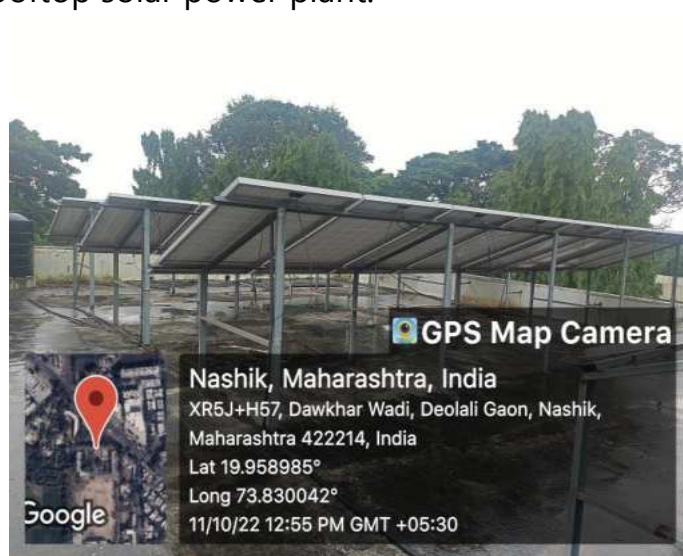 ooftop solar power plant.
GPS Map Camera
Nashik, Maharashtra, India
XR5J+H57, Dawkhar Wadi, Deolali Gaon, Nashik,
Maharashtra 422214, India
Lat 19.958985°
Long 73.830042°
11/10/22 12:55 PM GMT +05:30
Google